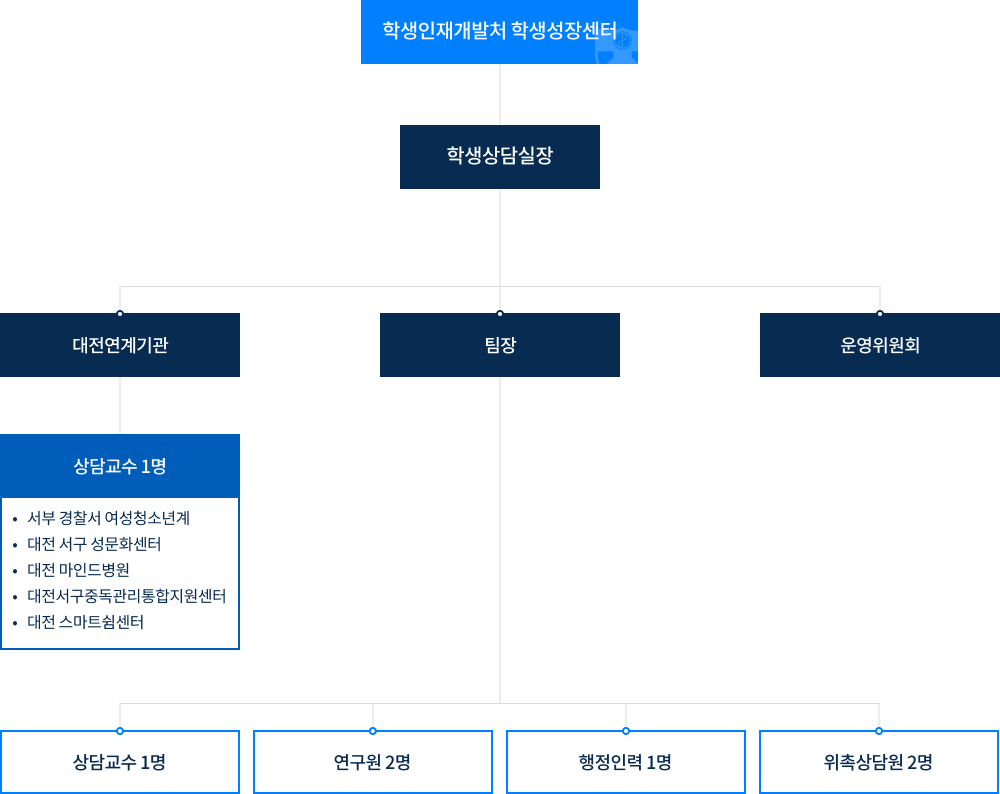 학생인재개발처 학생성장센터
학생상담실장
대전연계기관
팀장
운영위원회
상담교수 1명
• 서부 경찰서 여성청소년계
• 대전 서구 성문화센터
• 대전 마인드병원
• 대전서구중독관리통합지원센터
• 대전 스마트쉼센터
상담교수 1명
연구원 2명
행정인력 1명
위촉상담원 2명